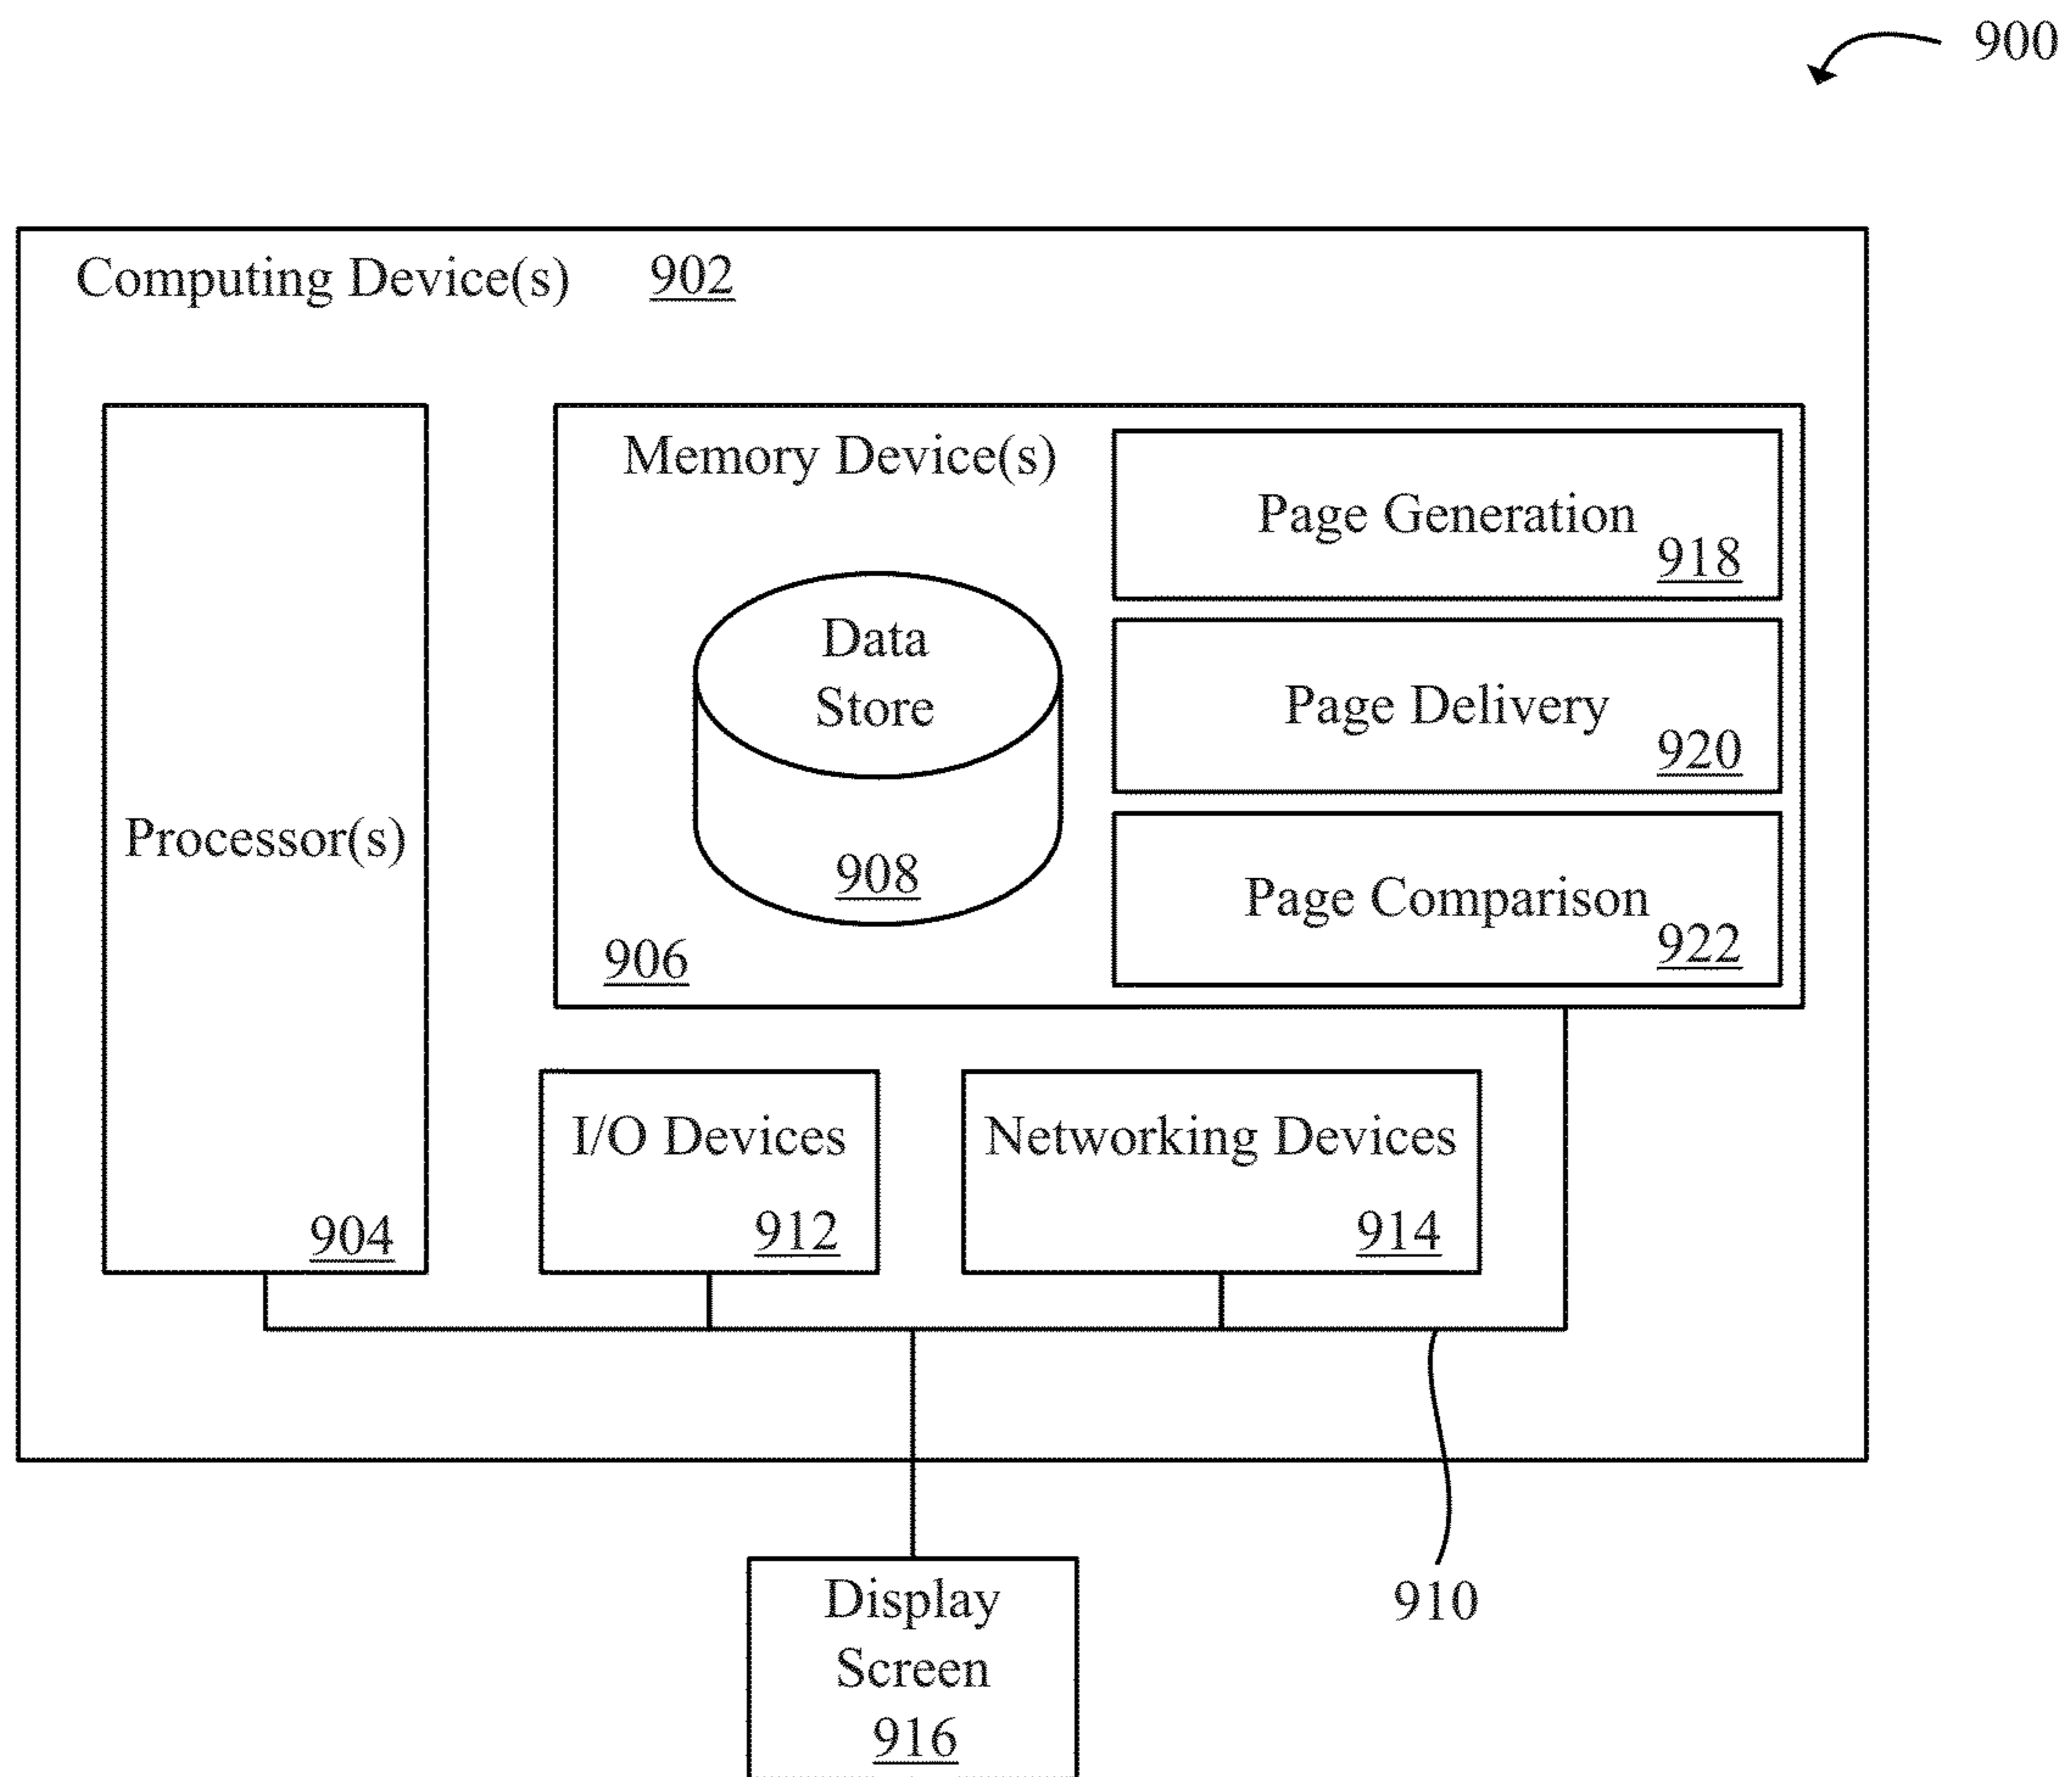 900
Computing Device(s) 902
Processor(s)
904
Memory Device(s)
Data
Store
908
906
Page Generation
918
Page Delivery
920
Page Comparison
922
I/O Devices
912
Networking Devices
914
910
Display
Screen
916